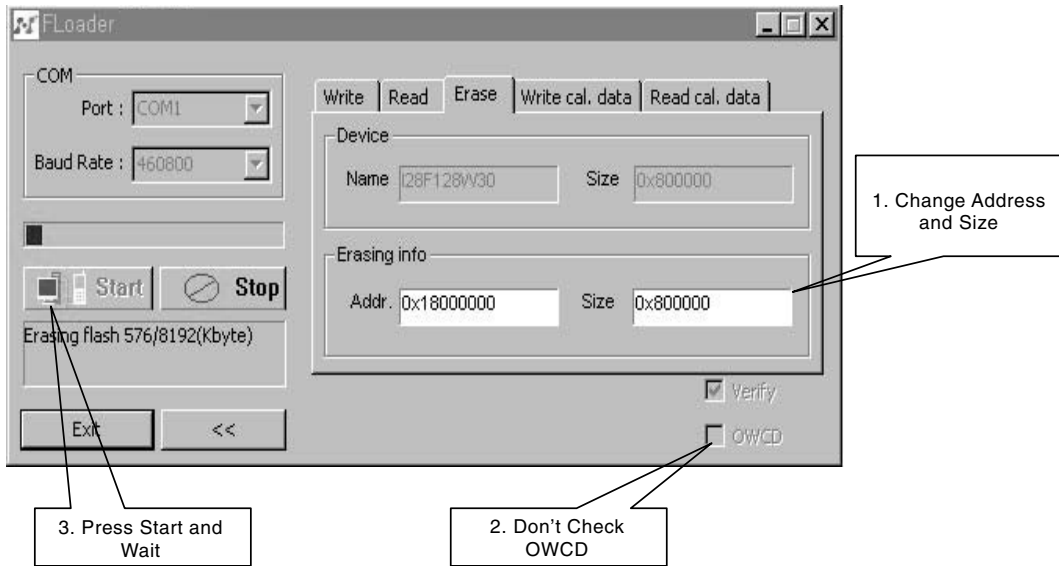 FLoader
COM
Port : COM1
Baud Rate : 460800
Start
Stop
Erasing flash 576/8192(Kbyte)
Exit
<<
Write Read Erase Write cal. data Read cal. data
Device
Name I28F128W30 Size 0x800000
Erasing info
Addr. 0x18000000 Size 0x800000
Verify
OWCD
1. Change Address
and Size
3. Press Start and
Wait
2. Don't Check
OWCD